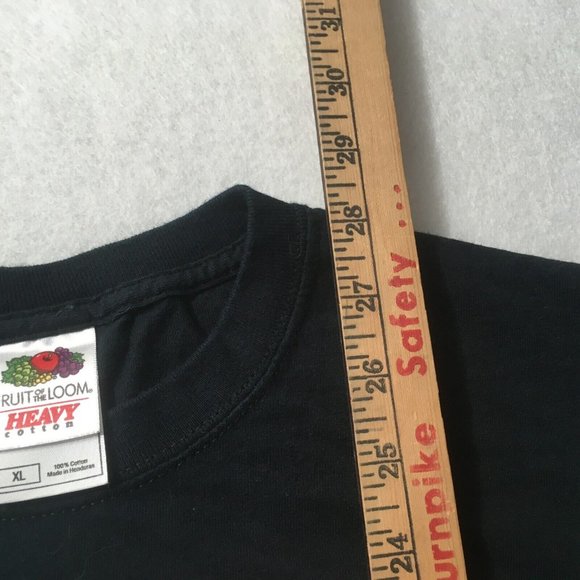 31
30
29
28
27
26
25
24
urnpike Safety ...
FRUIT OF THE LOOM®
HEAVY
cotton
XL
100% Cotton
Made in Honduras